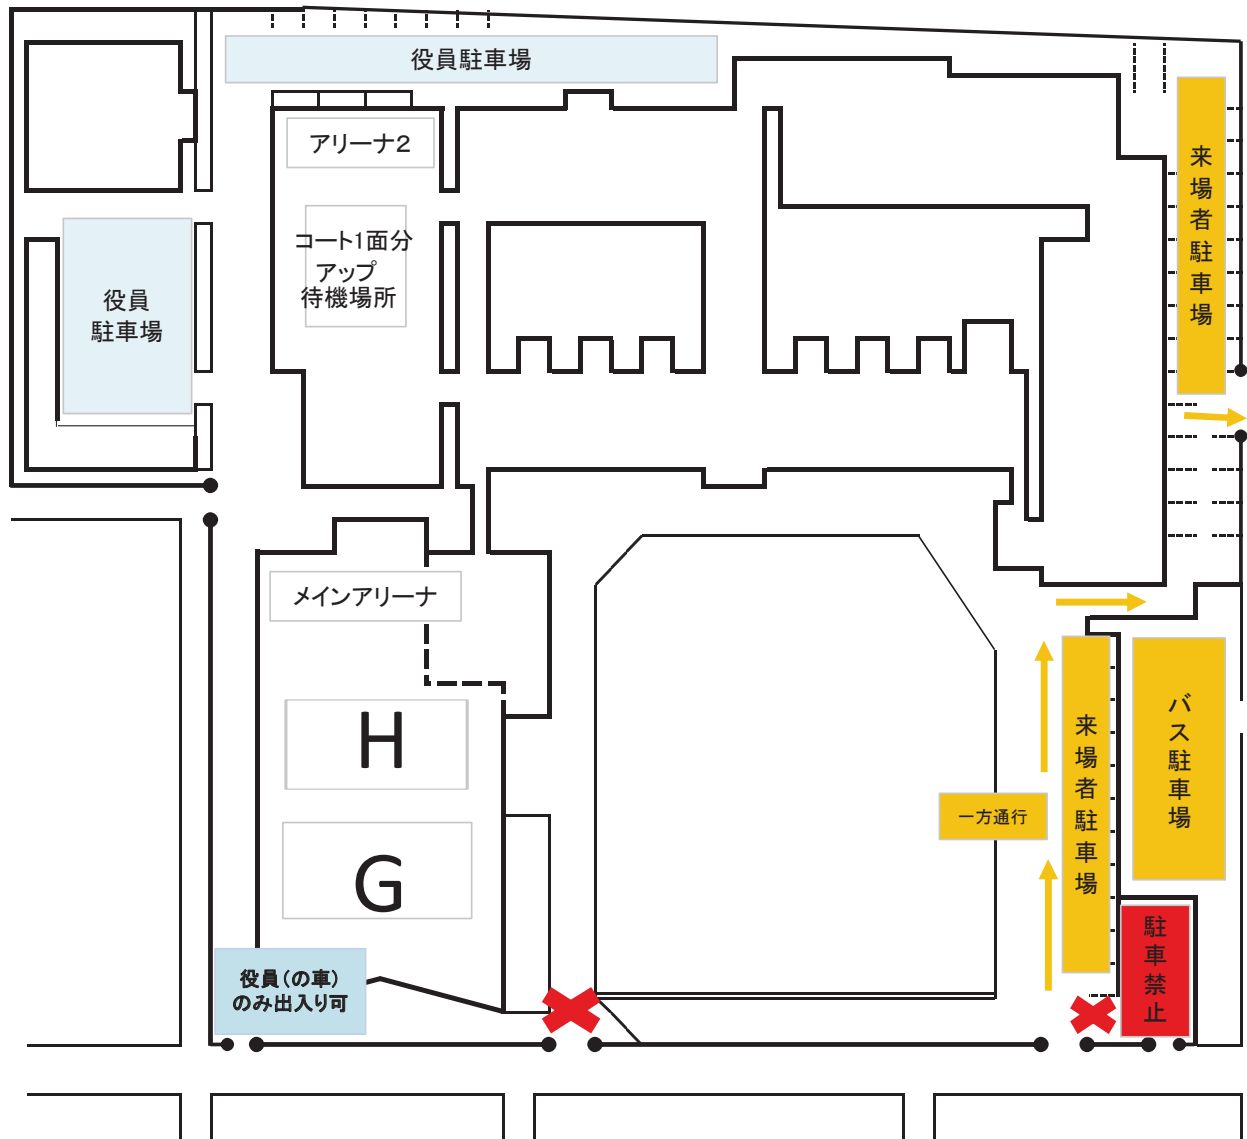 役員駐車場
アリーナ2
コート1面分
アップ
待機場所
役員
駐車場
来場者駐車場
メインアリーナ
H
G
一方通行
来場者駐車場
バス駐車場
駐車禁止
役員(の車)
のみ出入り可